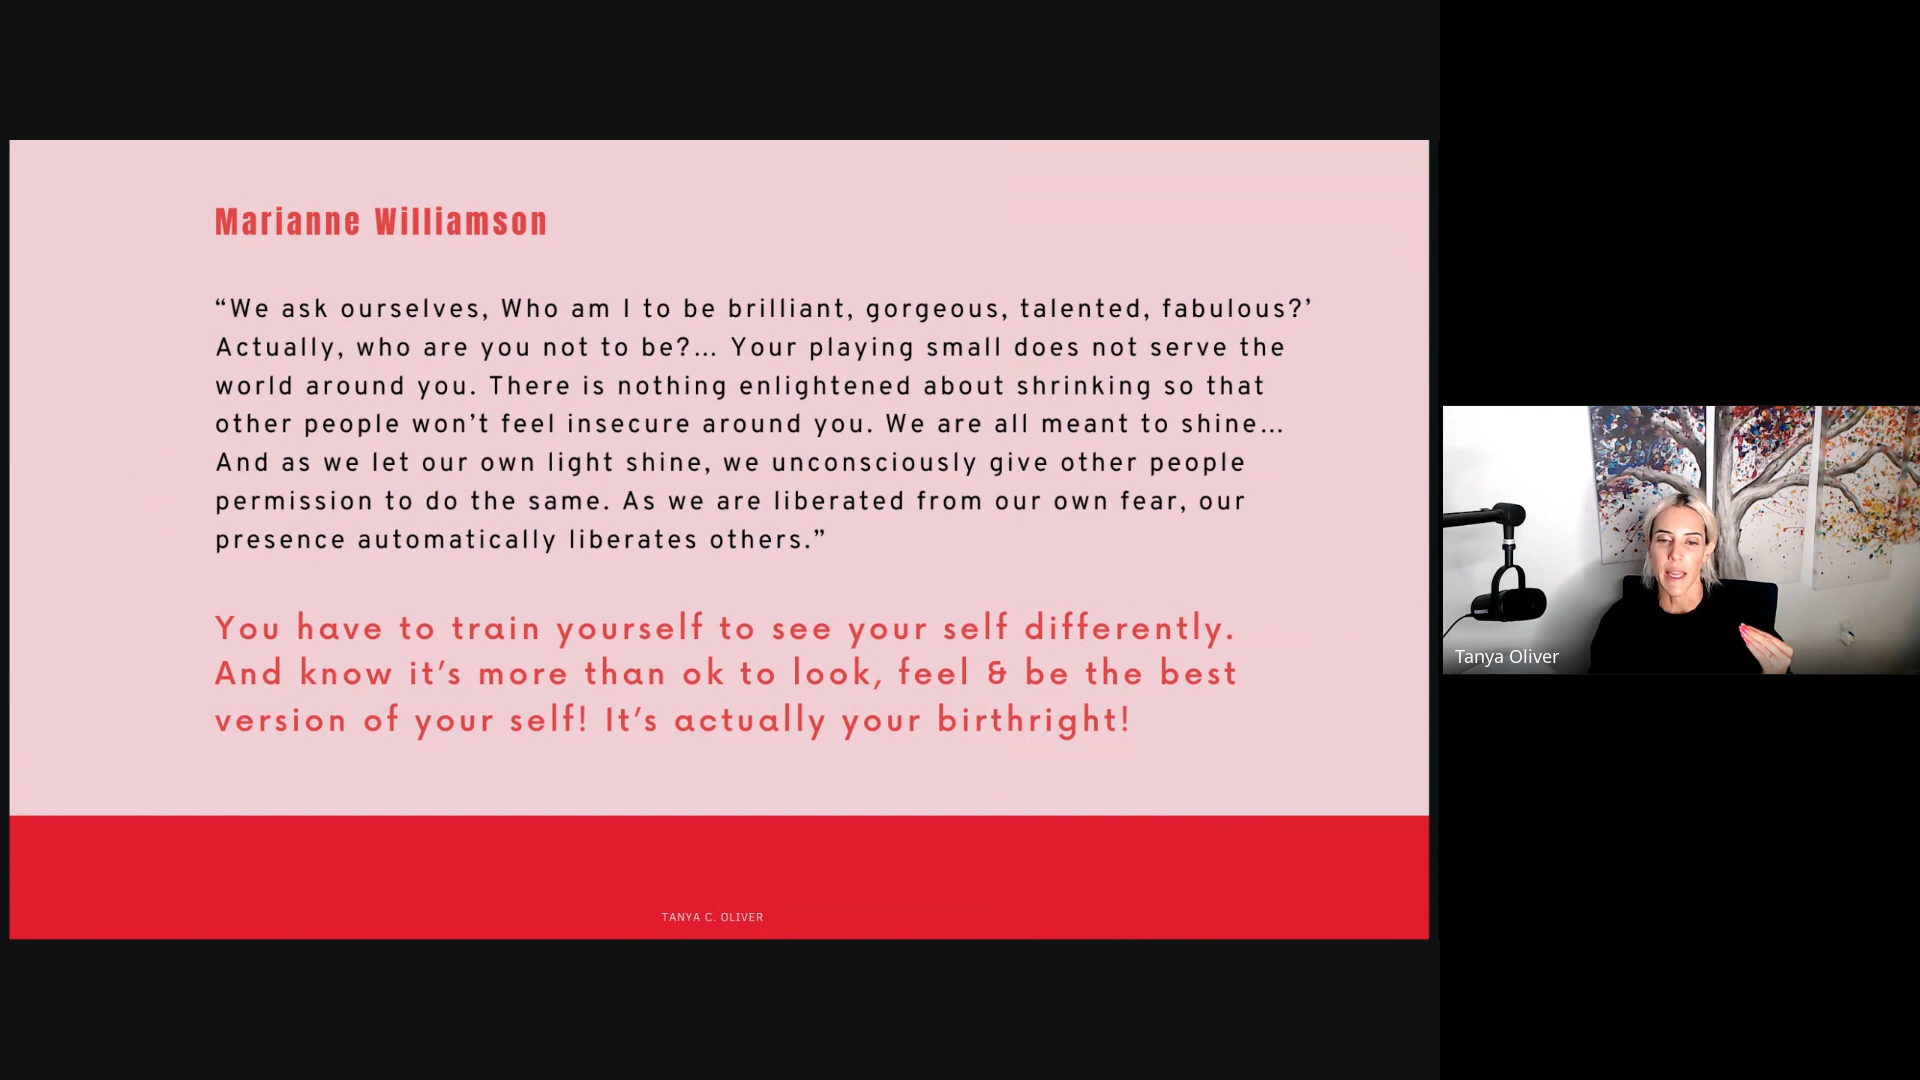 Marianne Williamson
“We ask ourselves, Who am I to be brilliant, gorgeous, talented, fabulous?’
Actually, who are you not to be?... Your playing small does not serve the
world around you. There is nothing enlightened about shrinking so that
other people won’t feel insecure around you. We are all meant to shine...
And as we let our own light shine, we unconsciously give other people
permission to do the same. As we are liberated from our own fear, our
presence automatically liberates others.”
You have to train yourself to see your self differently.
And know it’s more than ok to look, feel & be the best
version of your self! It’s actually your birthright!
TANYA C. OLIVER
Tanya Oliver